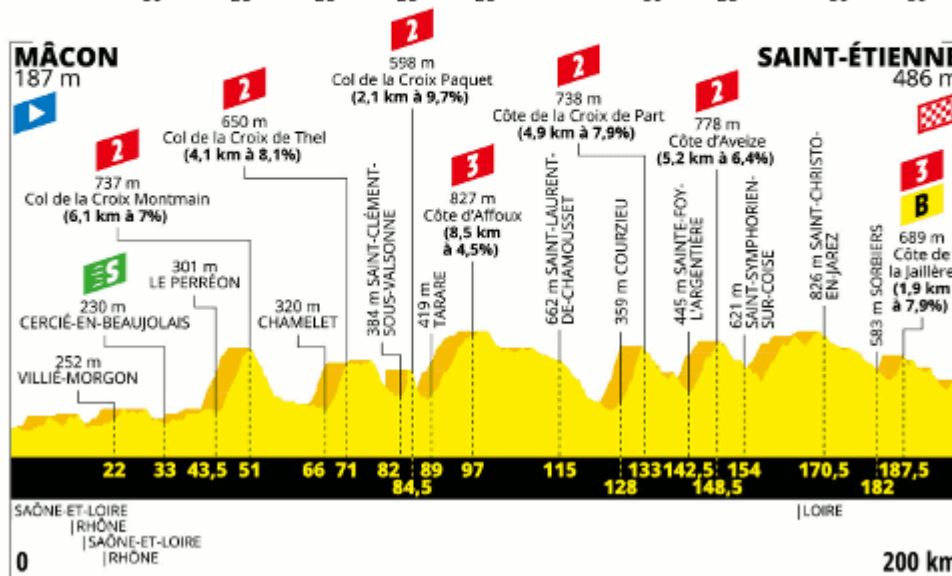 MÂCON
187 m
SAINT-ÉTIENNE
486 m
2
737 m
Col de la Croix Montmain
(6,1 km à 7%)
2
650 m
Col de la Croix de Thel
(4,1 km à 8,1%)
2
598 m
Col de la Croix Paquet
(2,1 km à 9,7%)
3
827 m
Côte d'Affoux
(8,5 km
à 4,5%)
2
738 m
Côte de la Croix de Part
(4,9 km à 7,9%)
2
778 m
Côte d'Aveize
(5,2 km à 6,4%)
3
B
689 m
Côte de
la Jaillère
(1,9 km
à 7,9%)
252 m
VILLIÉ-MORGON
S
230 m
CERCIÉ-EN-BEAUJOLAIS
301 m
LE PERRÉON
320 m
CHAMELET
384 m SAINT-CLÉMENT-
SOUS-VALSONNE
419 m
TARARE
662 m SAINT-LAURENT-
DE-CHAMOUSSET
359 m COURZIEU
445 m SAINTE-FOY-
L'ARGENTIÈRE
621 m
SAINT-SYMPHORIEN-
SUR-COISE
826 m SAINT-CHRISTO-
EN-JAREZ
583 m SORBIERS
22 33 43,5 51 66 71 82 89 97 115 133 142,5 154 170,5 187,5
84,5 128 148,5 182
SAÔNE-ET-LOIRE
|RHÔNE
|SAÔNE-ET-LOIRE
|RHÔNE
|LOIRE
0
200 km